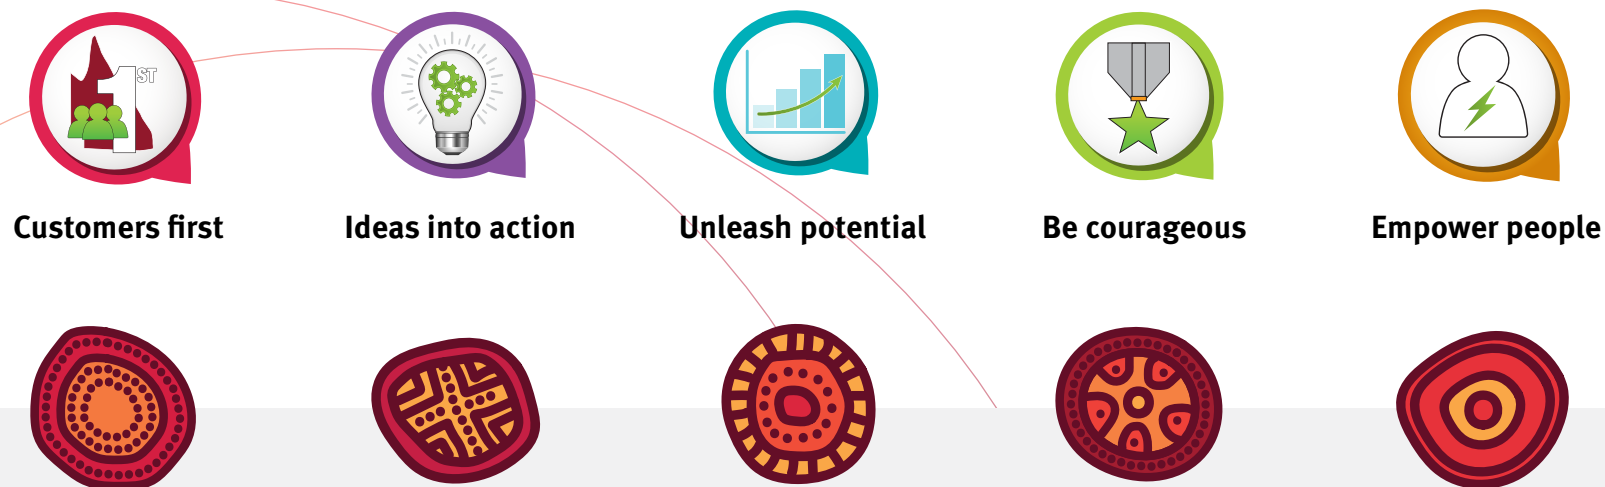 1ST
Customers first
Ideas into action
Unleash potential
Be courageous
Empower people